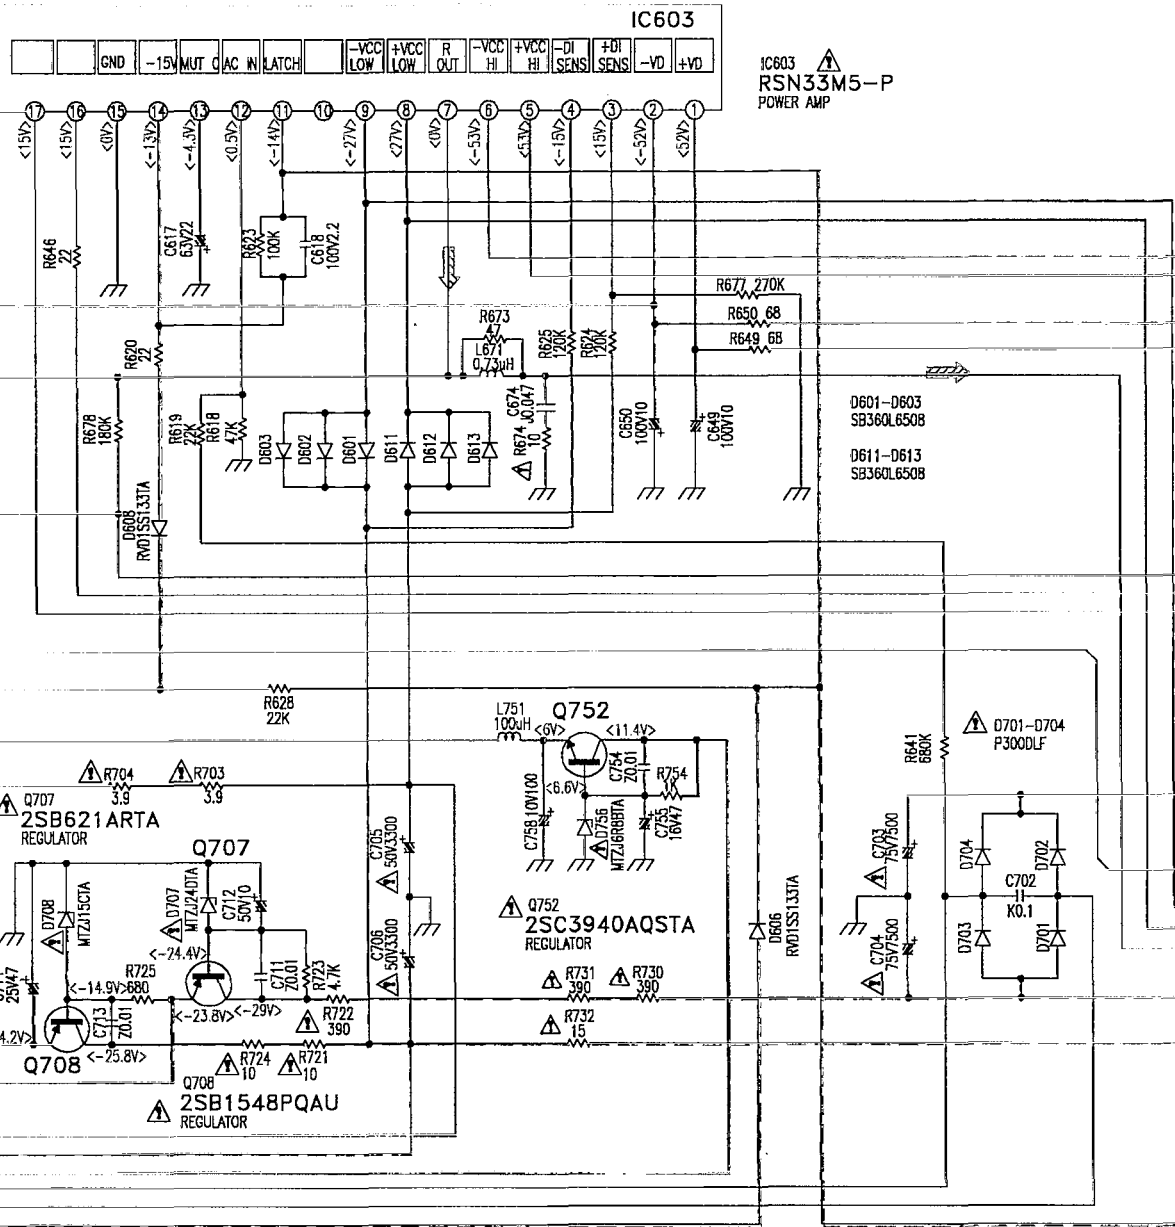 IC603
GND
-15V
MUT C
AC IN
LATCH
-VCC
LOW
+VCC
LOW
R
OUT
-VCC
HI
+VCC
HI
-DI
SENS
+DI
SENS
-VD
+VD
IC603
RSN33M5-P
POWER AMP
17
16
15
14
13
12
11
10
9
8
7
6
5
4
3
2
1
<15V>
<15V>
<0V>
<-13V>
<-4.3V>
<0.5V>
<-14V>
<-27V>
<27V>
<0V>
<-53V>
<53V>
<-15V>
<15V>
<-52V>
<52V>
R646
22
C617
63V22
R623
100K
C618
100V2.2
R677 270K
R650 68
R649 68
R620
22
R673
47
L671
0.73uH
R625
120K
R624
120K
R678
180K
R619
22K
R618
47K
D603
D602
D601
D611
D612
D613
C674
J0.047
R674
10
C650
100V10
C649
100V10
D601-D603
SB360L6508
D611-D613
SB360L6508
D608
RVD1SS133TA
R628
22K
L751
100uH
Q752
<6V>
<11.4V>
C754
Z0.01
R754
1K
<6.6V>
C758 10V100
D756
MTZJ6R8BTA
C755
16V47
R641
680K
D701-D704
P300DLF
R704
3.9
R703
3.9
Q707
2SB621ARTA
REGULATOR
Q707
C705
50V3300
C703
75V7500
D704
D702
C702
K0.1
D708
MTZJ15CTA
D707
MTZJ24DTA
C712
50V10
Q752
2SC3940AQSTA
REGULATOR
D606
RVD1SS133TA
C706
50V3300
C704
75V7500
D703
D701
<-24.4V>
25V47
<-14.9V>
R725
680
C711
Z0.01
R723
4.7K
R731
390
R730
390
C713
Z0.01
<-23.8V>
<-29V>
R722
390
R732
15
4.2V>
Q708
<-25.8V>
R724
10
R721
10
Q708
2SB1548PQAU
REGULATOR